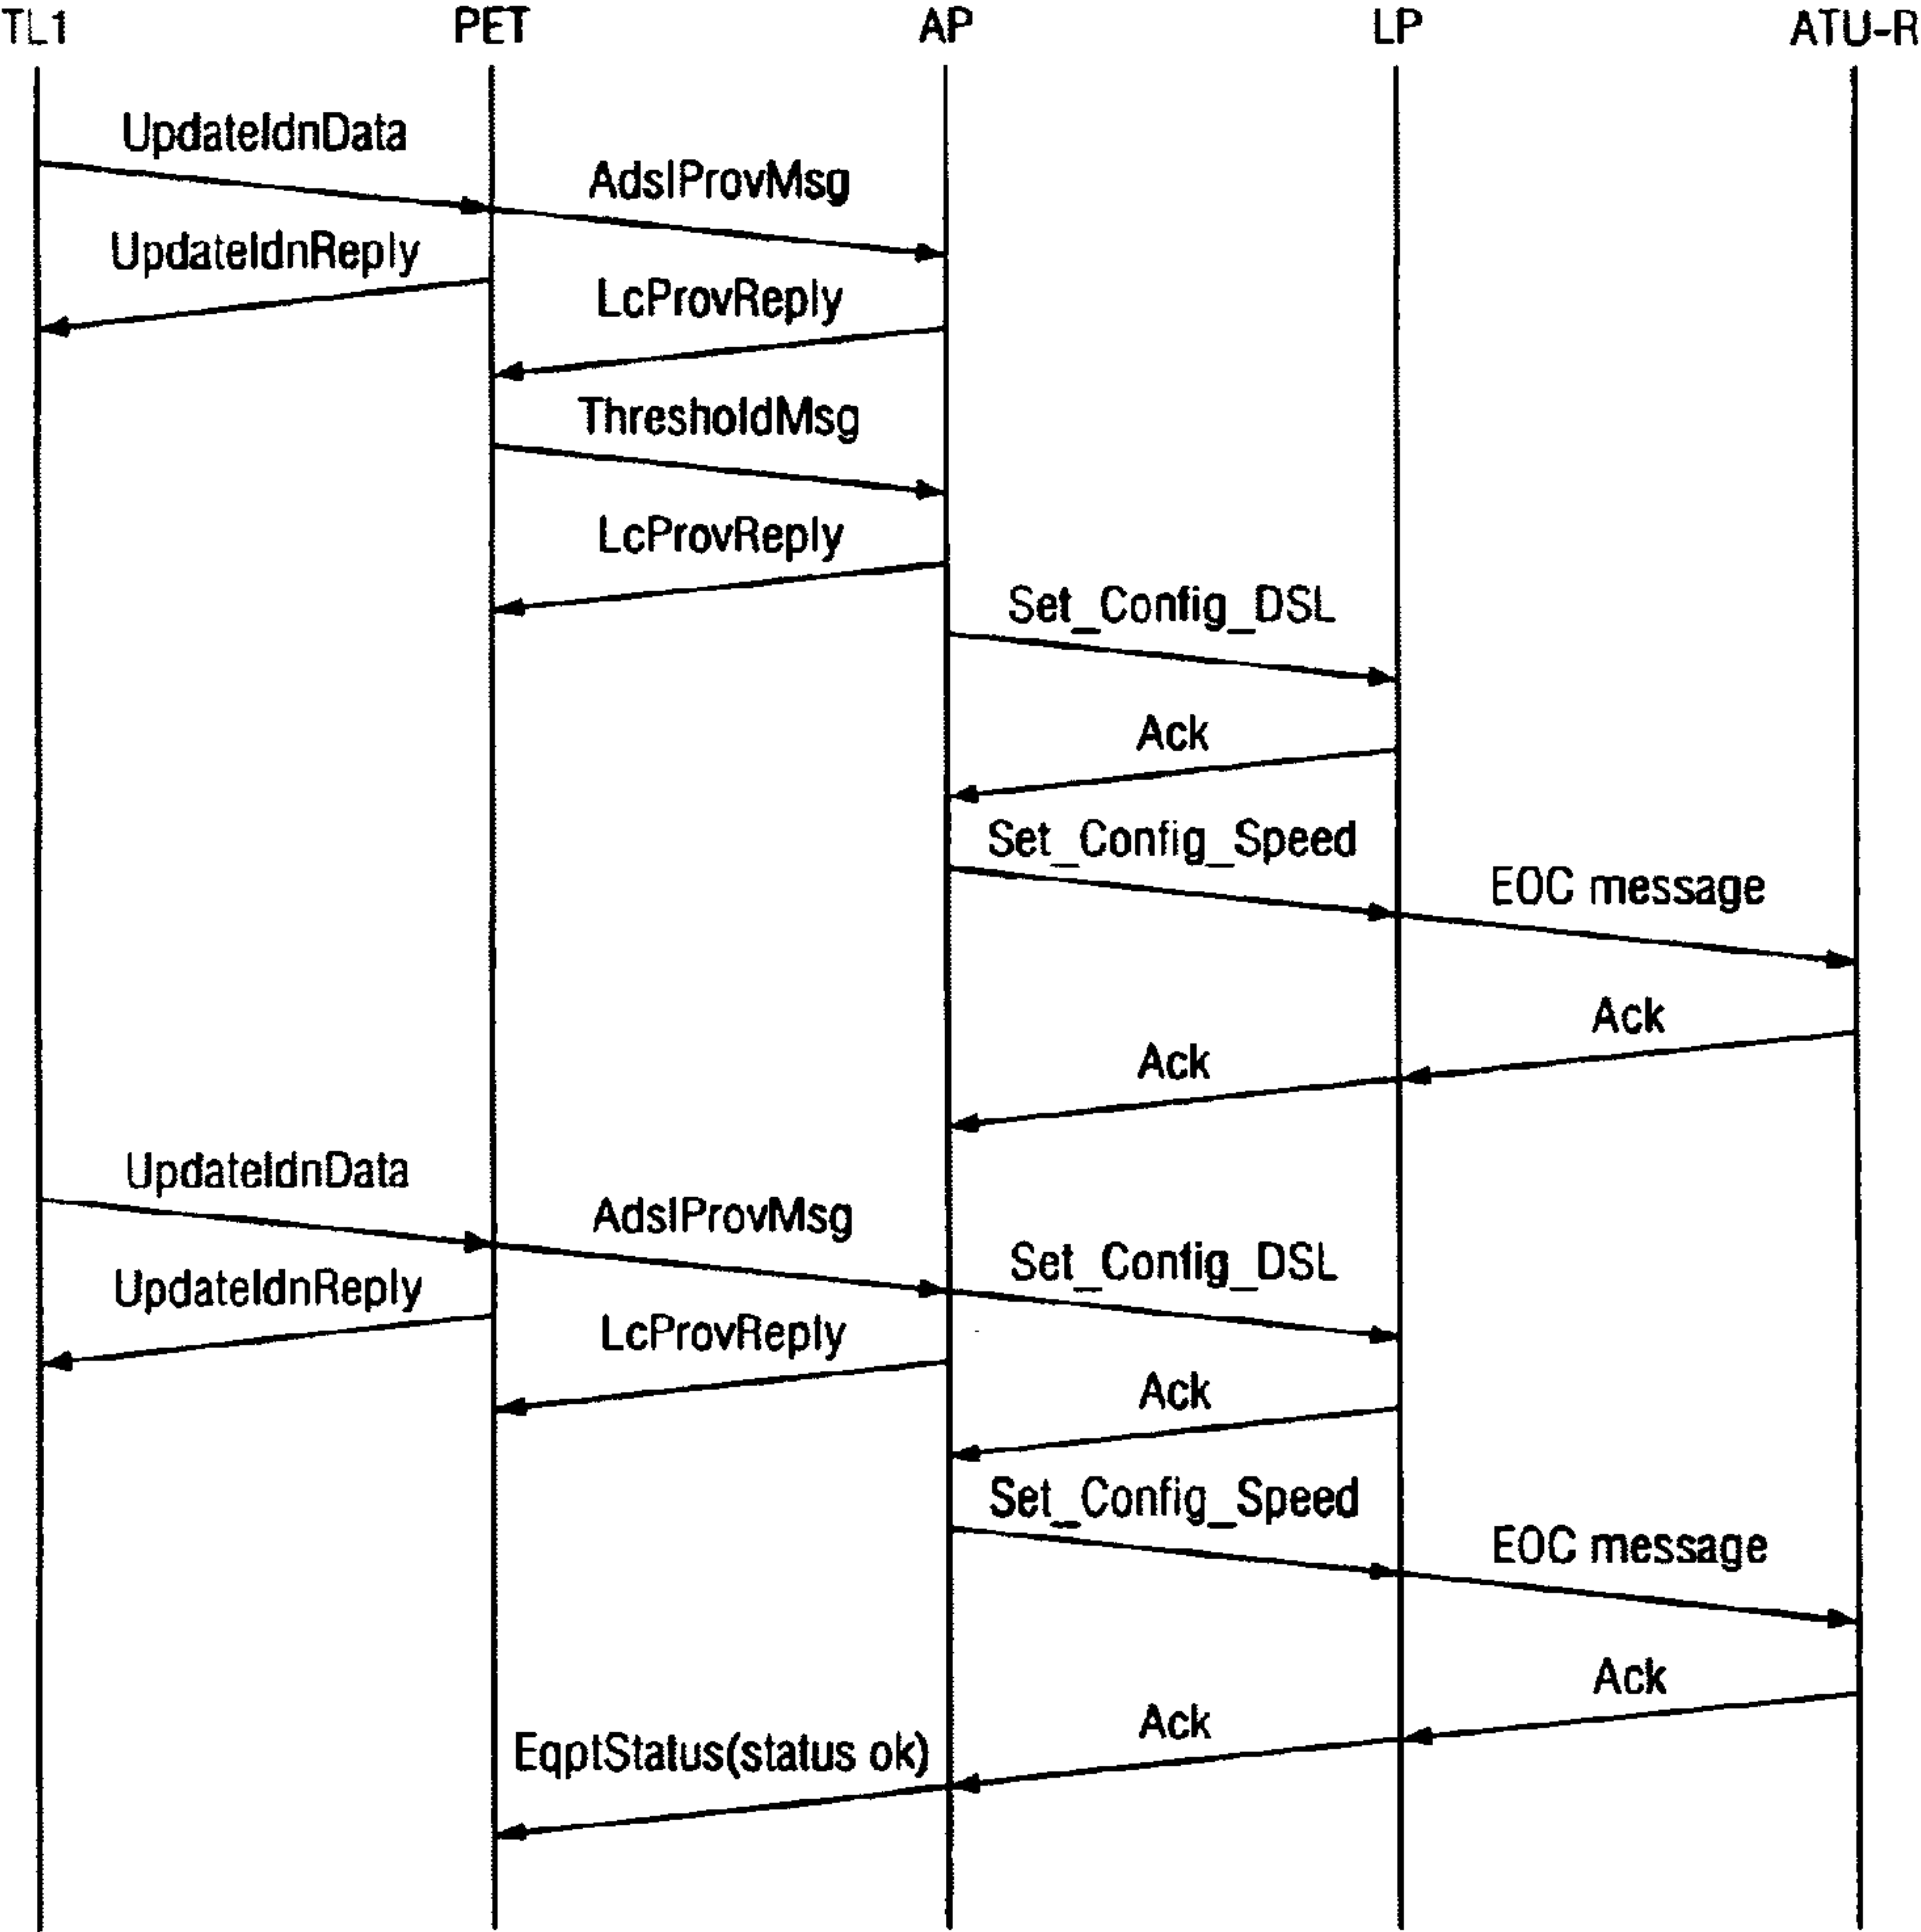 TL1 PET AP LP ATU-R
UpdateIdnData
AdslProvMsg
UpdateIdnReply
LcProvReply
ThresholdMsg
LcProvReply
Set_Config_DSL
Ack
Set_Config_Speed
EOC message
Ack
Ack
UpdateIdnData
AdslProvMsg
Set_Config_DSL
UpdateIdnReply
LcProvReply
Ack
Set_Config_Speed
EOC message
Ack
Ack
EqptStatus(status ok)